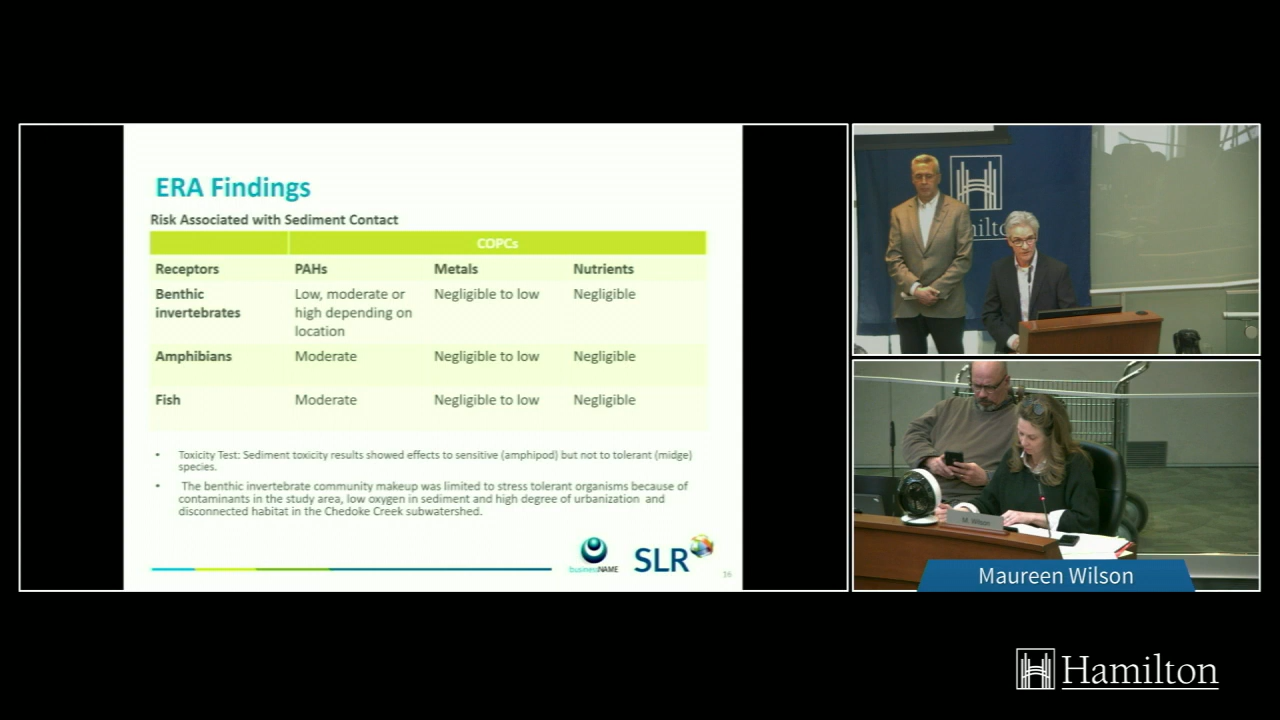 ERA Findings
Risk Associated with Sediment Contact
COPCs
Receptors PAHs Metals Nutrients
Benthic invertebrates Low, moderate or high depending on location Negligible to low Negligible
Amphibians Moderate Negligible to low Negligible
Fish Moderate Negligible to low Negligible
• Toxicity Test: Sediment toxicity results showed effects to sensitive (amphipod) but not to tolerant (midge)
species.
• The benthic invertebrate community makeup was limited to stress tolerant organisms because of
contaminants in the study area, low oxygen in sediment and high degree of urbanization and
disconnected habitat in the Chedoke Creek subwatershed.
businessNAME
SLR
16
M. Wilson
Maureen Wilson
Hamilton